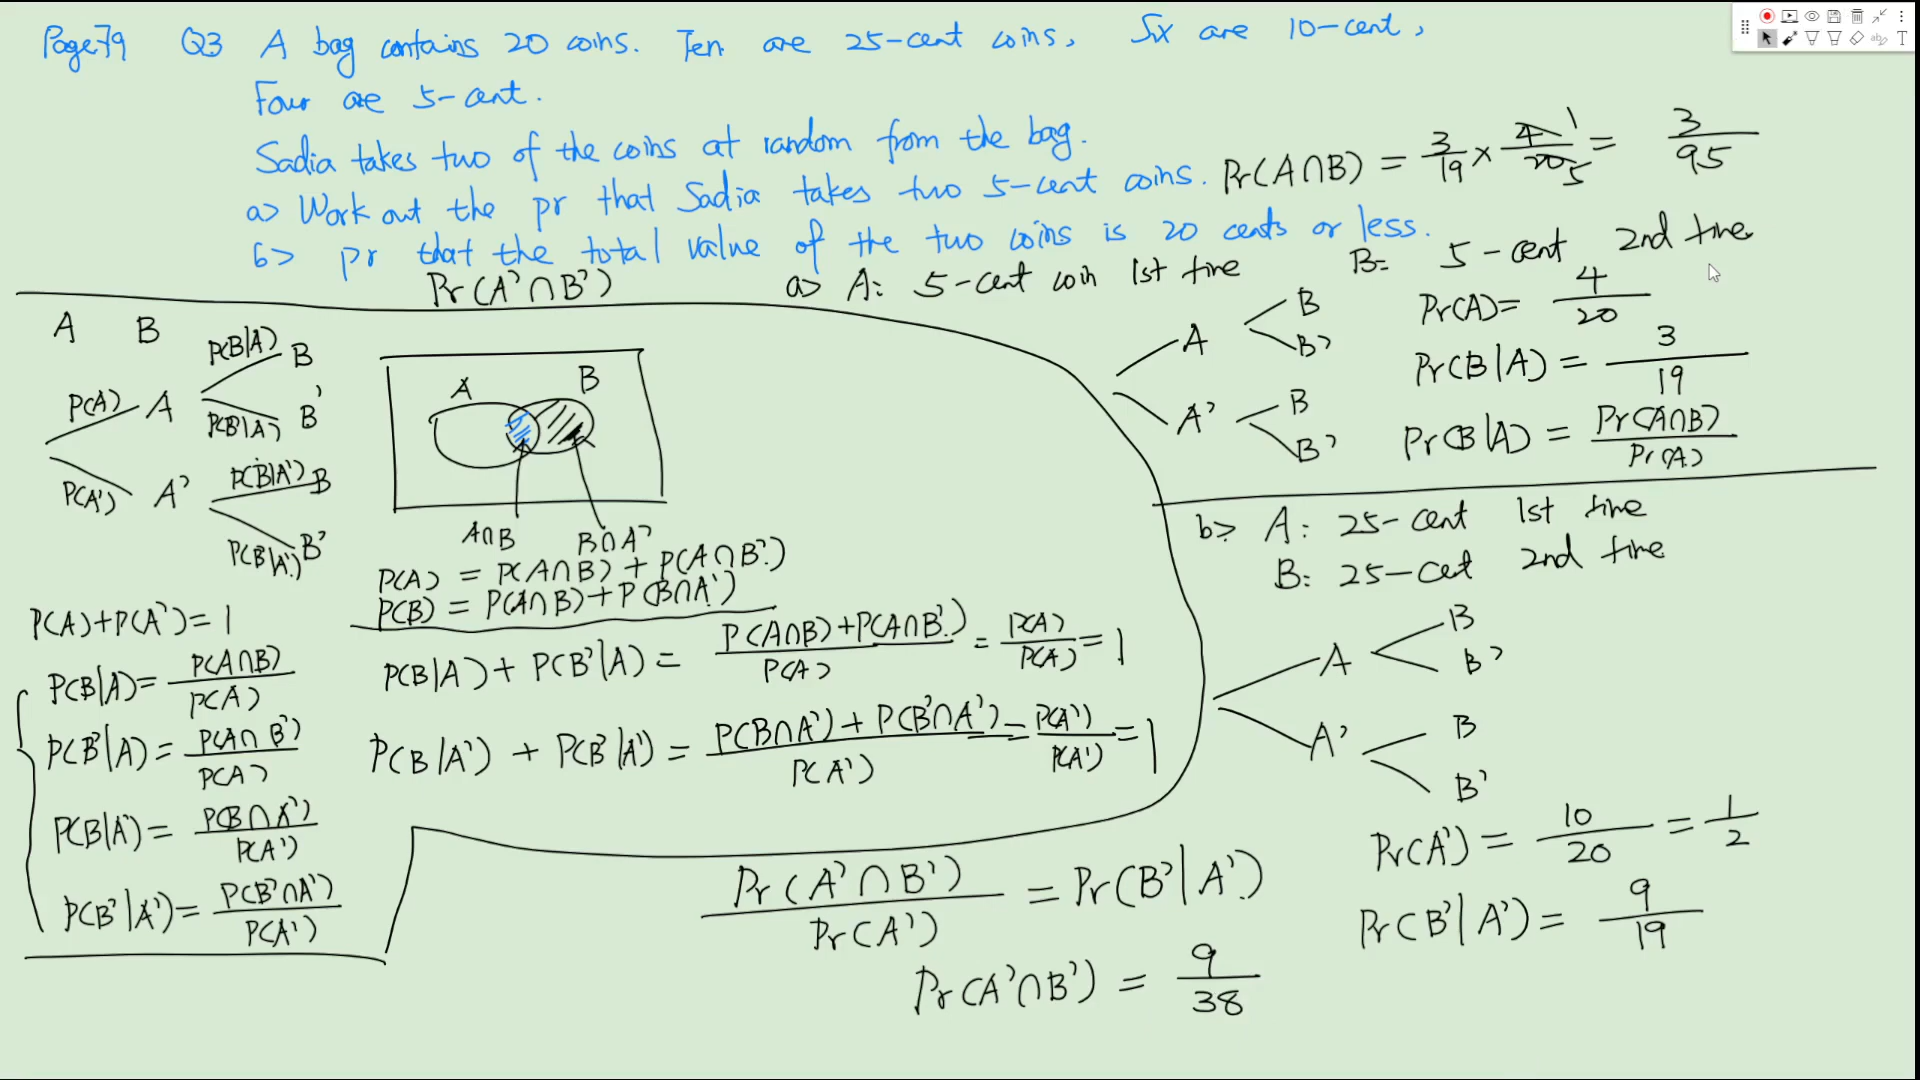 Page79 Q3 A bag contains 20 coins. Ten are 25-cent coins, Six are 10-cent,
Four are 5-cent.
Sadia takes two of the coins at random from the bag.
a> Work out the pr that Sadia takes two 5-cent coins.
Pr(A∩B) = 3/19 × 4/20 1 5 = 3/95
b> pr that the total value of the two coins is 20 cents or less.
Pr(A'∩B')
a> A: 5-cent coin 1st time B= 5-cent 2nd time
A B
P(A) A P(B|A) B
P(B'|A) B'
P(A') A' P(B|A') B
P(B'|A') B'
A B
A∩B B∩A'
P(A) = P(A∩B) + P(A∩B')
P(B) = P(A∩B) + P(B∩A')
P(A)+P(A')=1
P(B|A) = P(A∩B)/P(A)
P(B'|A) = P(A∩B')/P(A)
P(B|A') = P(B∩A')/P(A')
P(B'|A') = P(B'∩A')/P(A')
P(B|A) + P(B'|A) = P(A∩B)+P(A∩B')/P(A) = P(A)/P(A) = 1
P(B|A') + P(B'|A') = P(B∩A') + P(B'∩A')/P(A') = P(A')/P(A') = 1
A B
B'
A' B
B'
Pr(A) = 4/20
Pr(B|A) = 3/19
Pr(B|A) = Pr(A∩B)/Pr(A)
b> A: 25-cent 1st time
B: 25-cet 2nd time
A B
B'
A' B
B'
Pr(A') = 10/20 = 1/2
Pr(B'|A') = 9/19
Pr(A'∩B')/Pr(A') = Pr(B'|A')
Pr(A'∩B') = 9/38